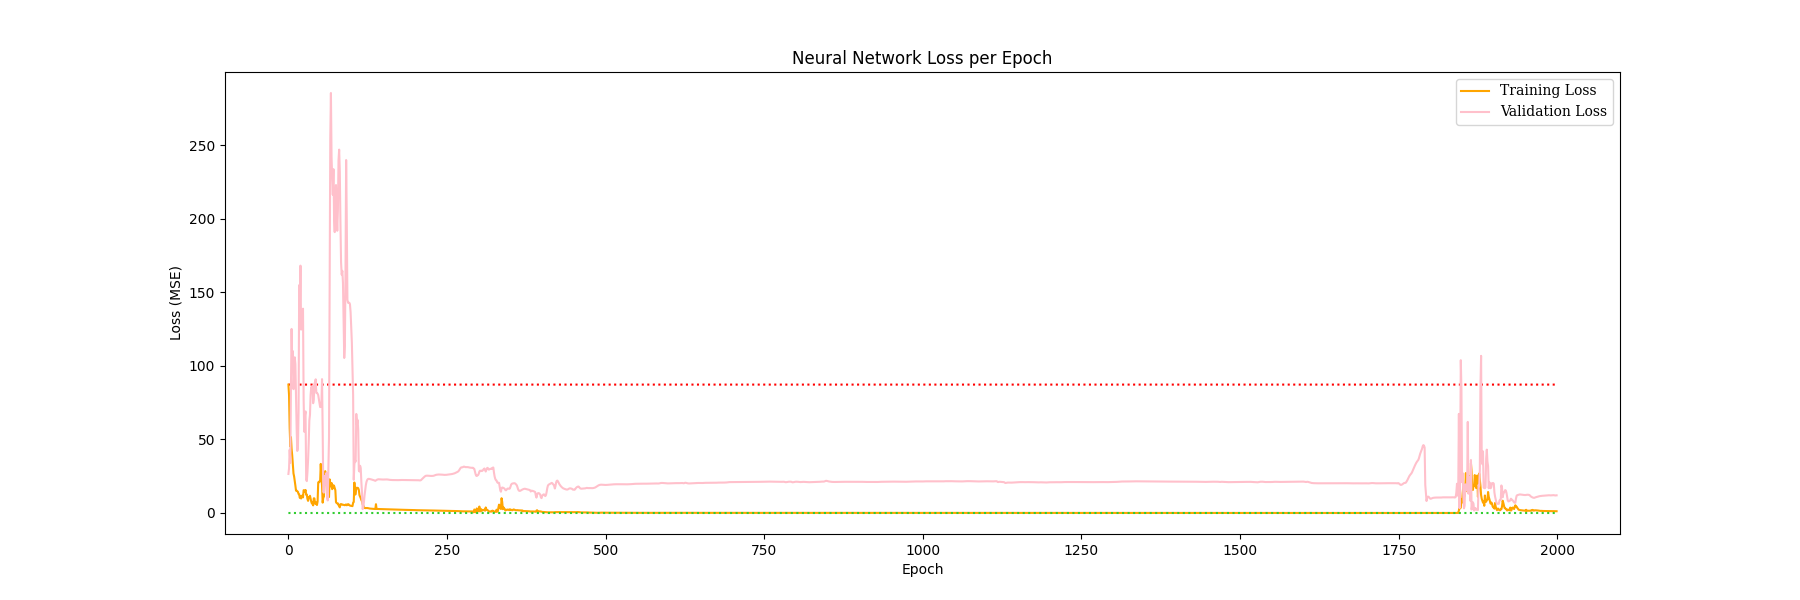 Neural Network Loss per Epoch
Training Loss
Validation Loss
250
200
150
100
50
0
Loss (MSE)
0 250 500 750 1000 1250 1500 1750 2000
Epoch